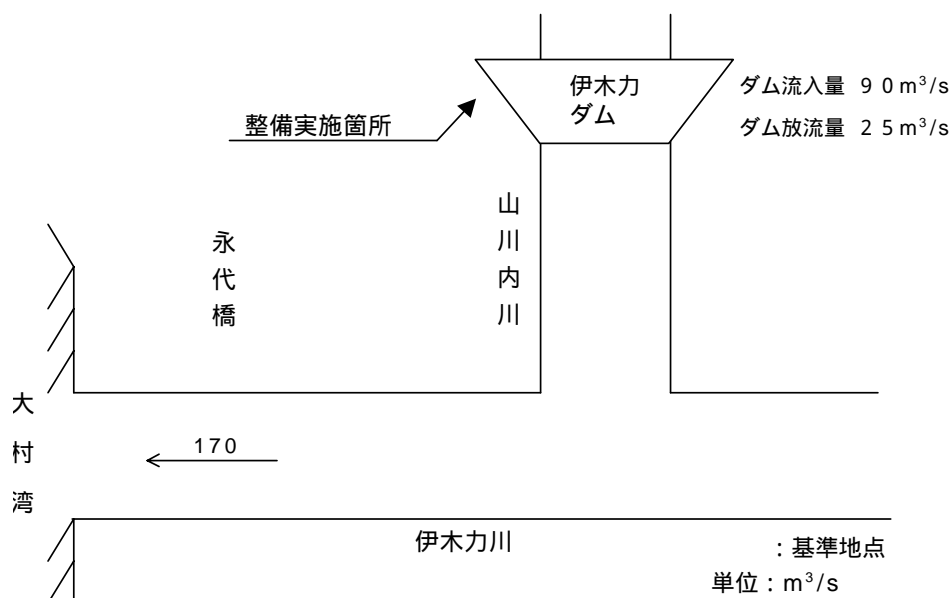 伊木力
ダム
ダム流入量 90m³/s
ダム放流量 25m³/s
整備実施箇所
山川内川
永代橋
大村湾
170
伊木力川
：基準地点
単位：m³/s